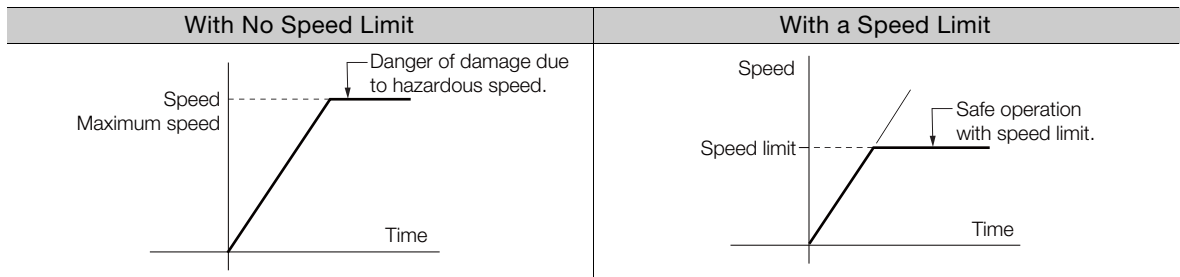 With No Speed Limit
With a Speed Limit
Danger of damage due
to hazardous speed.
Speed
Maximum speed
Time
Speed
Safe operation
with speed limit.
Speed limit
Time